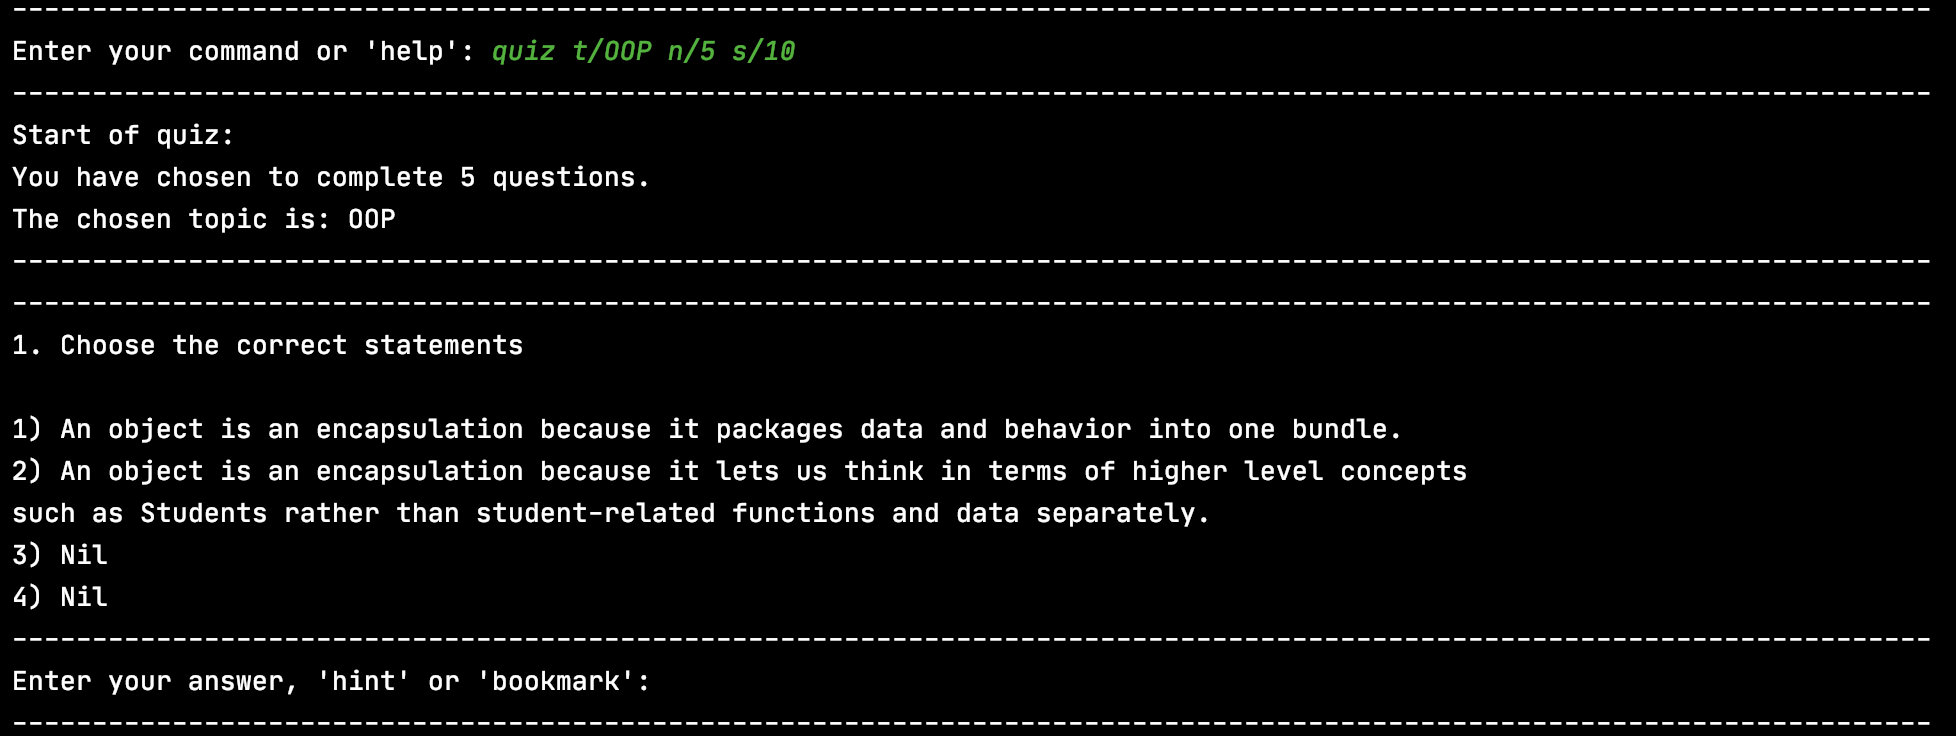 ------------------------------------------------------------------------------------------------------------------------
Enter your command or 'help': quiz t/OOP n/5 s/10
------------------------------------------------------------------------------------------------------------------------
Start of quiz:
You have chosen to complete 5 questions.
The chosen topic is: OOP
------------------------------------------------------------------------------------------------------------------------
------------------------------------------------------------------------------------------------------------------------
1. Choose the correct statements
1) An object is an encapsulation because it packages data and behavior into one bundle.
2) An object is an encapsulation because it lets us think in terms of higher level concepts
such as Students rather than student-related functions and data separately.
3) Nil
4) Nil
------------------------------------------------------------------------------------------------------------------------
Enter your answer, 'hint' or 'bookmark':
------------------------------------------------------------------------------------------------------------------------